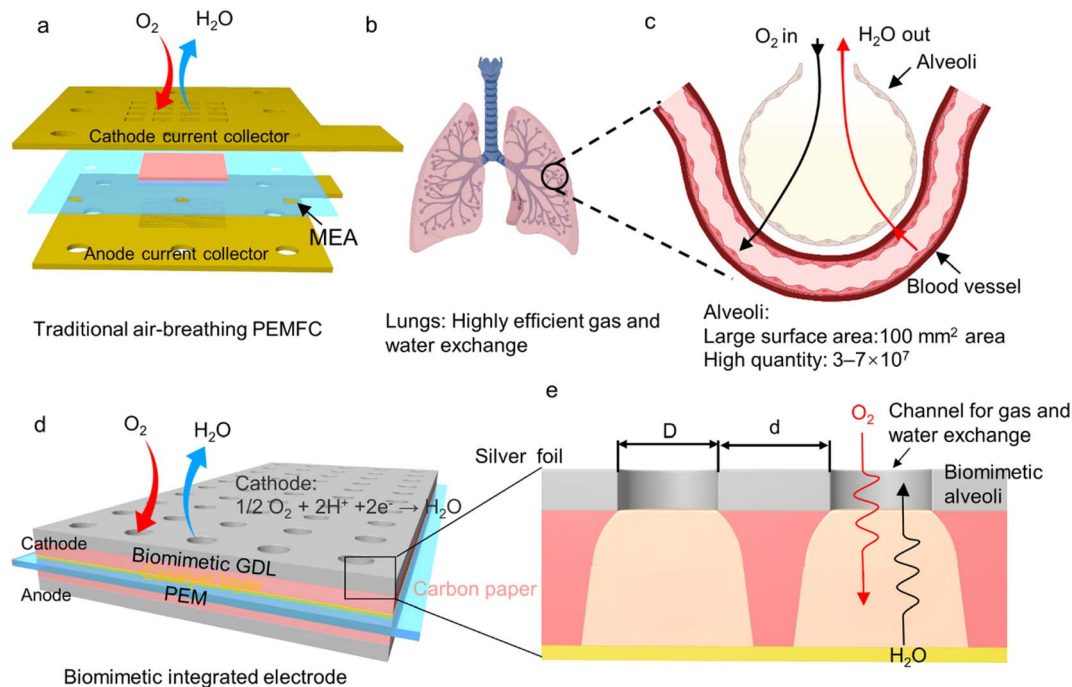 a
O₂
H₂O
Cathode current collector
MEA
Anode current collector
Traditional air-breathing PEMFC
b
Lungs: Highly efficient gas and
water exchange
c
O₂ in
H₂O out
Alveoli
Blood vessel
Alveoli:
Large surface area:100 mm² area
High quantity: 3–7×10⁷
d
O₂
H₂O
Cathode:
1/2 O₂ + 2H⁺ +2e⁻ → H₂O
Cathode
Biomimetic GDL
Catalyst layer
PEM
Anode
Carbon paper
Biomimetic integrated electrode
e
Silver foil
D
d
O₂
Channel for gas and
water exchange
Biomimetic
alveoli
H₂O